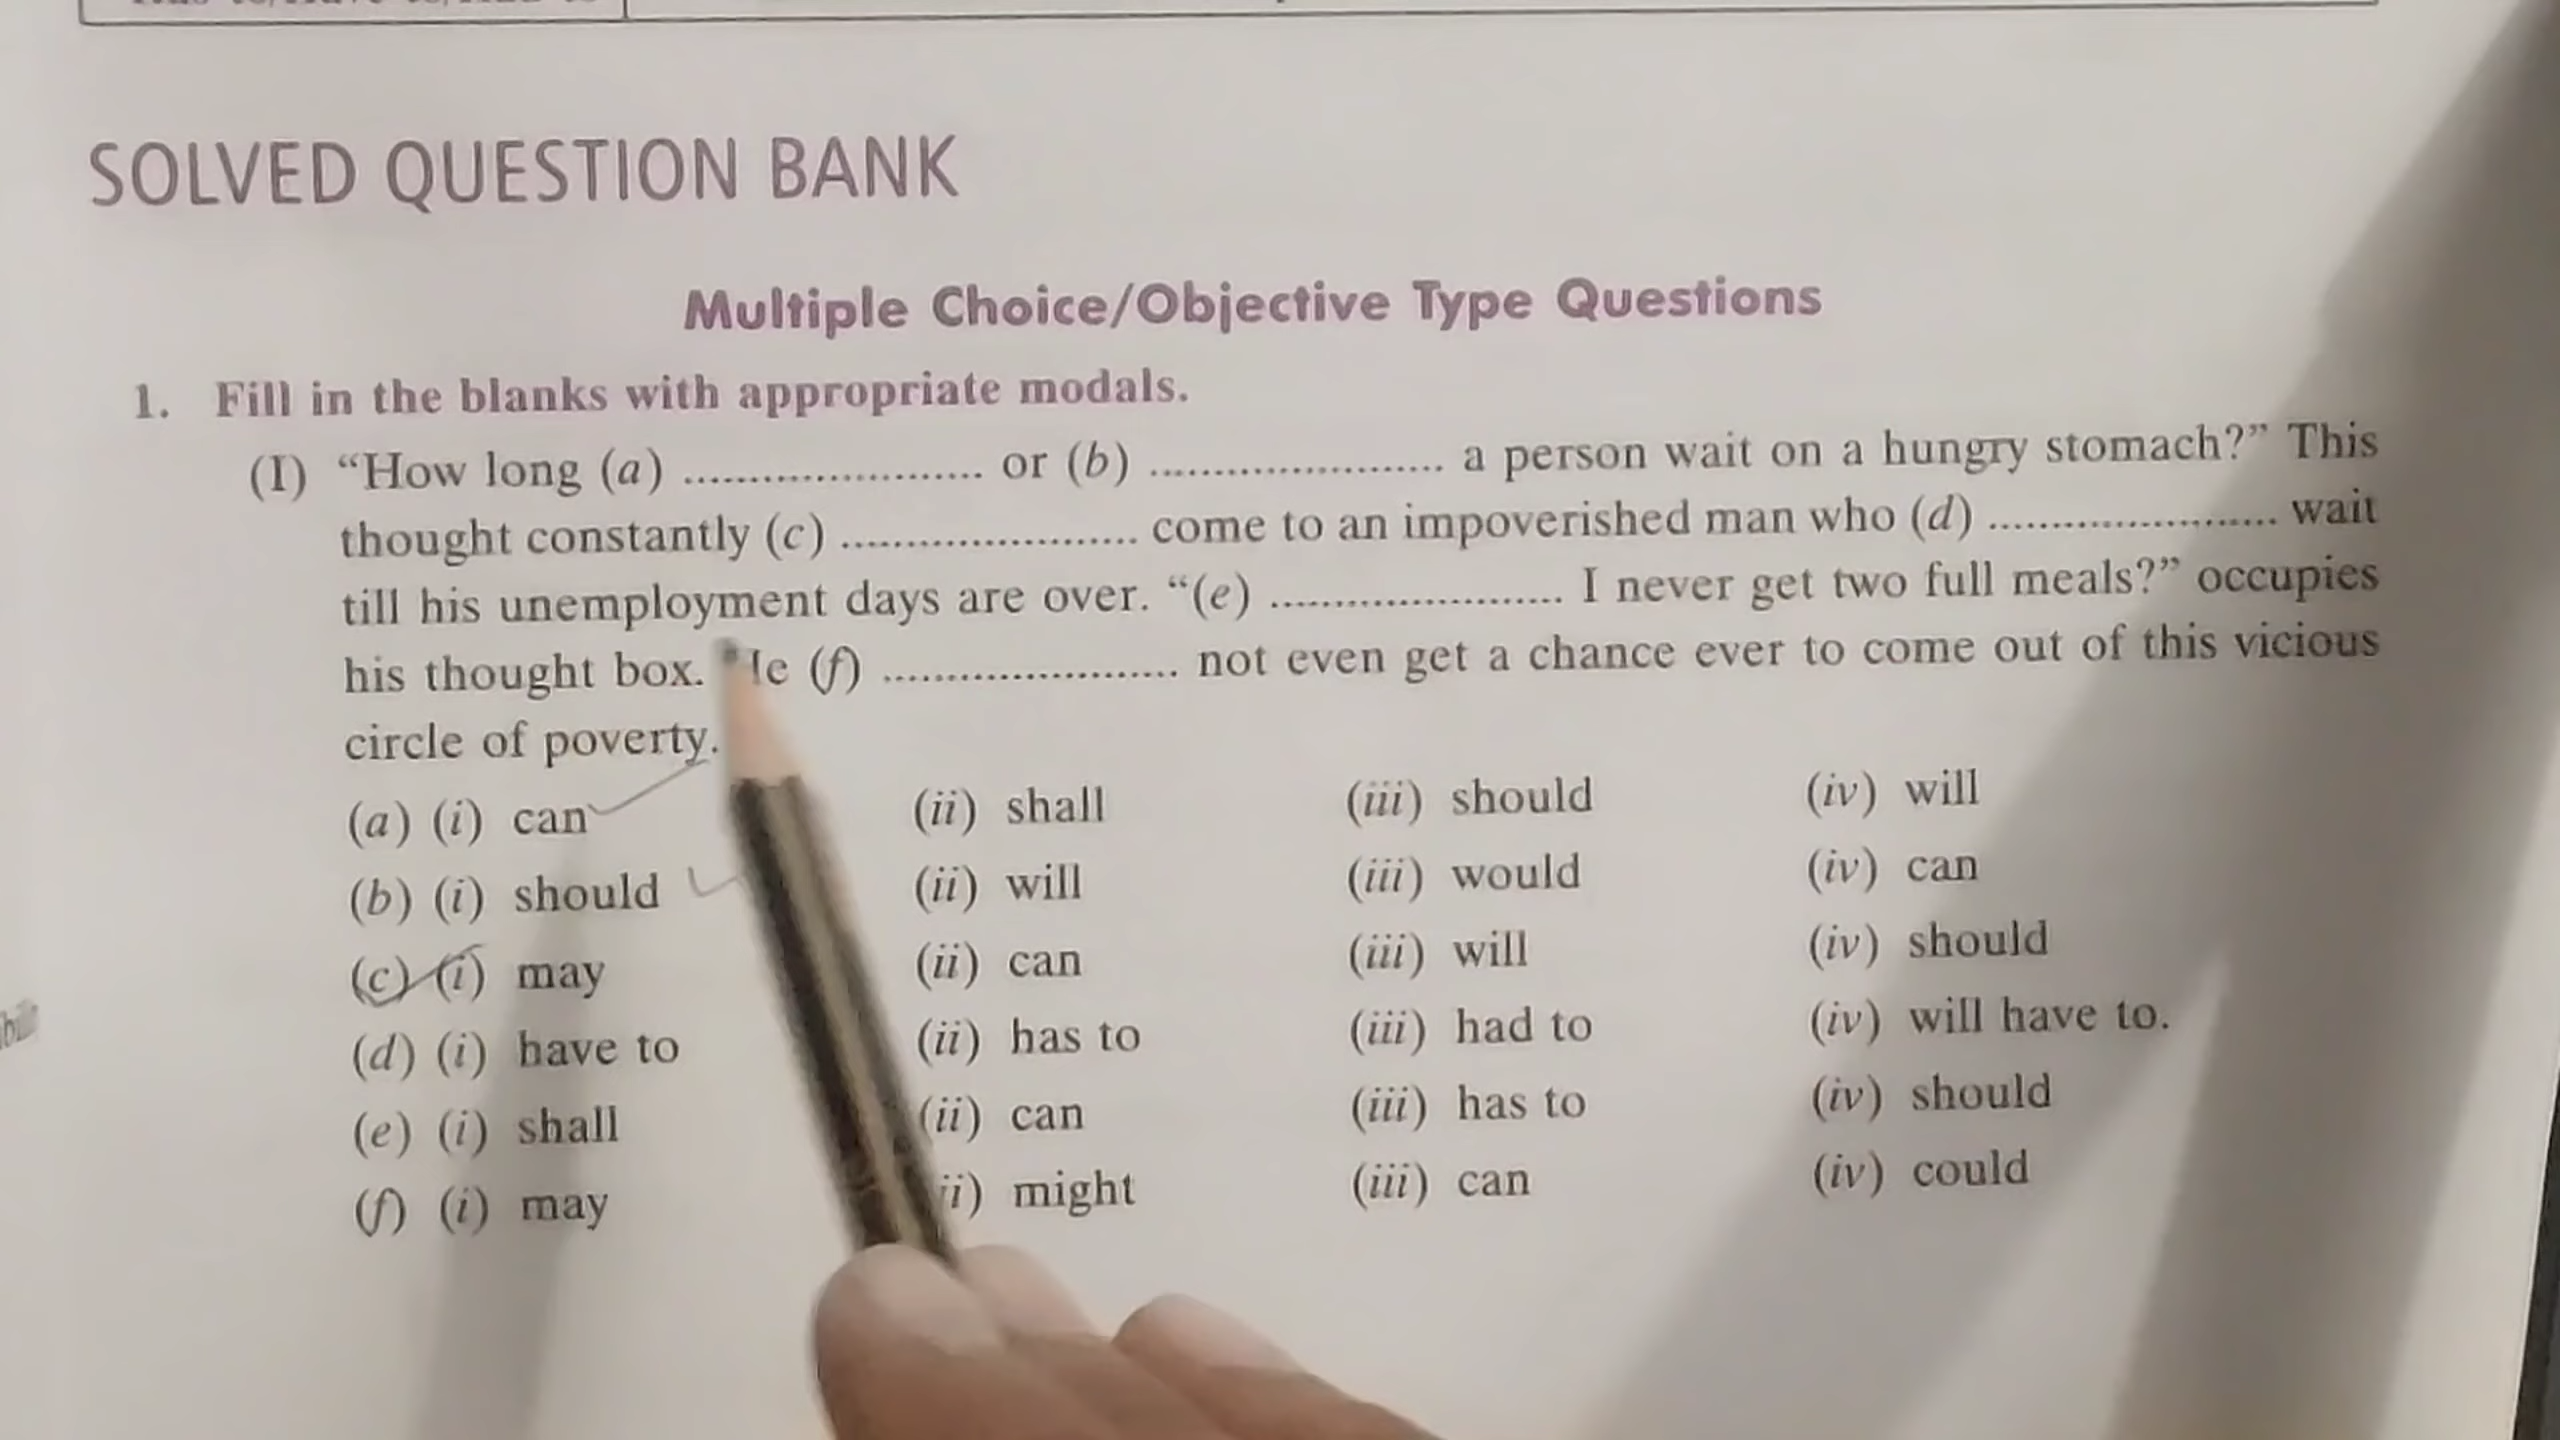 SOLVED QUESTION BANK
Multiple Choice/Objective Type Questions
1. Fill in the blanks with appropriate modals.
(I) “How long (a) ....................... or (b) ....................... a person wait on a hungry stomach?” This
thought constantly (c) ....................... come to an impoverished man who (d) ....................... wait
till his unemployment days are over. “(e) ....................... I never get two full meals?” occupies
his thought box. (f) ....................... not even get a chance ever to come out of this vicious
circle of poverty.
(a) (i) can (ii) shall (iii) should (iv) will
(b) (i) should (ii) will (iii) would (iv) can
(c) (i) may (ii) can (iii) will (iv) should
(d) (i) have to (ii) has to (iii) had to (iv) will have to.
(e) (i) shall (ii) can (iii) has to (iv) should
(f) (i) may (ii) might (iii) can (iv) could